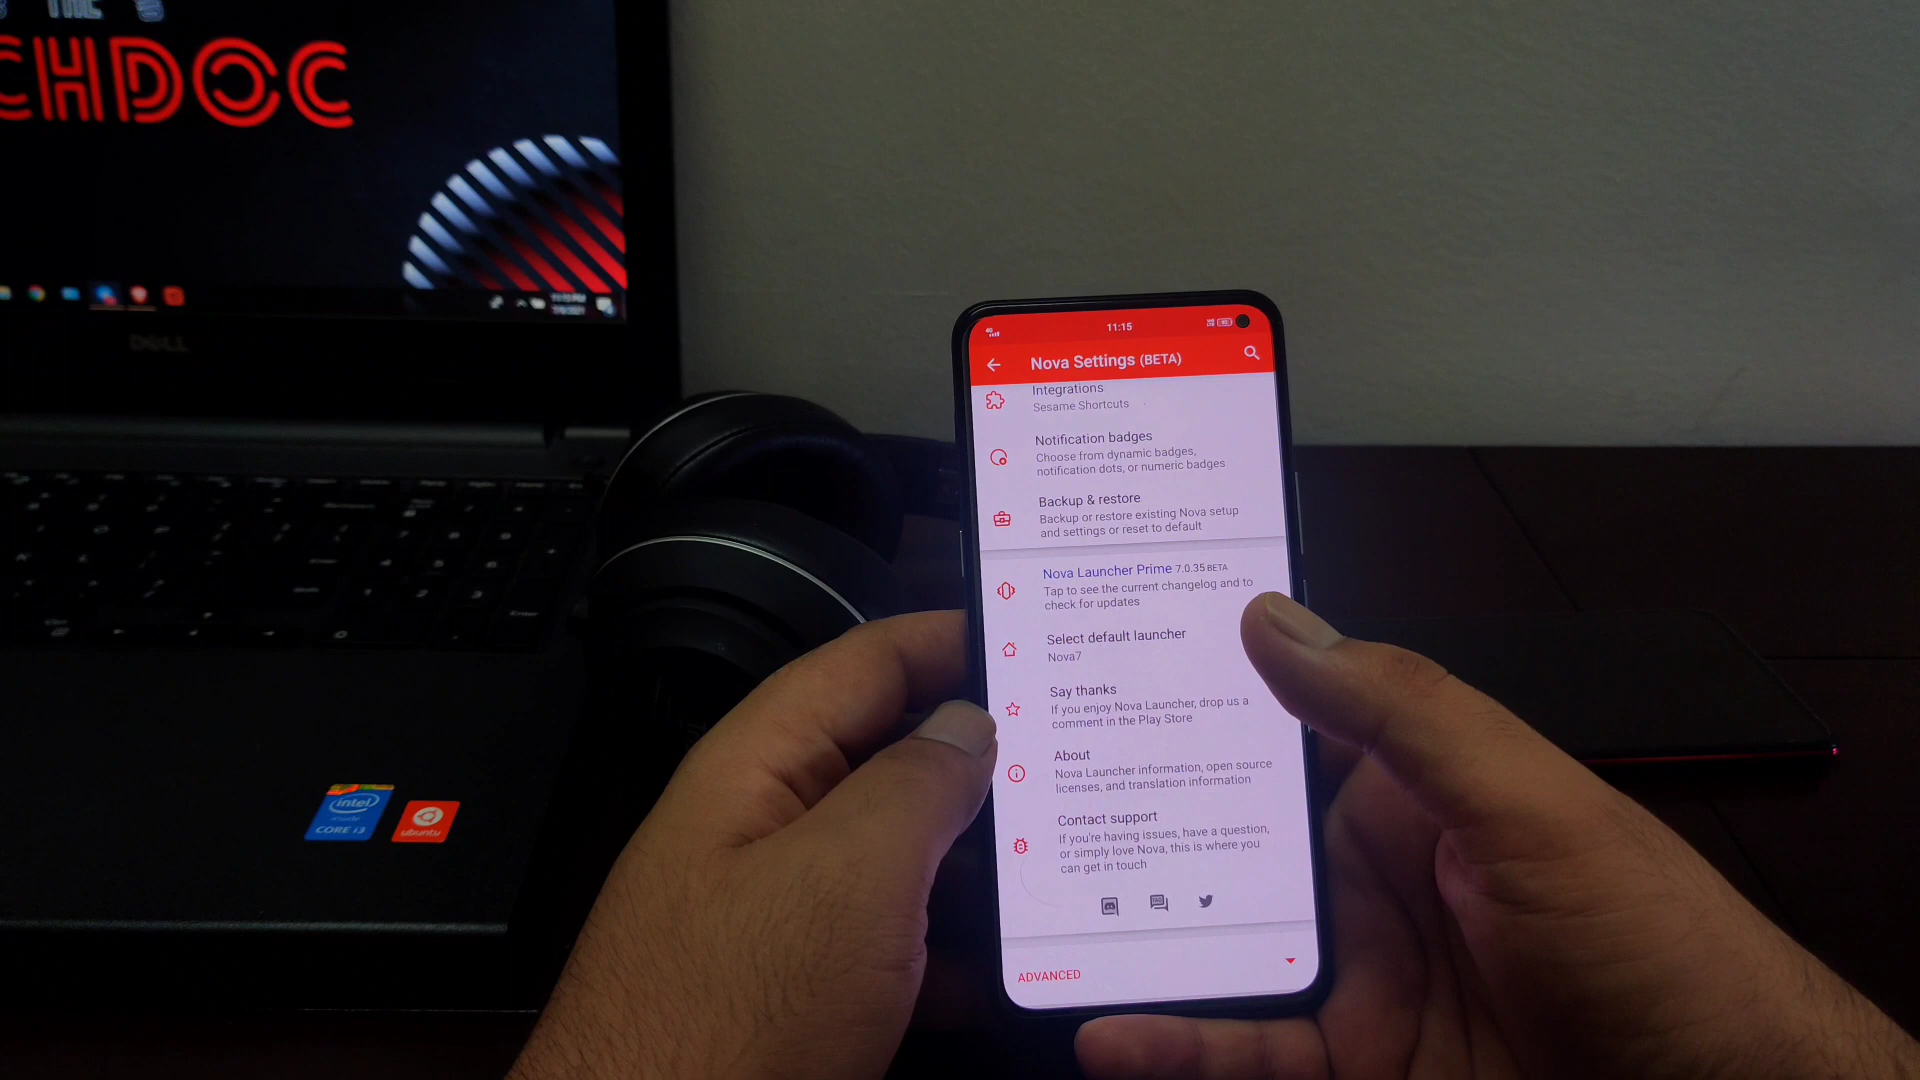 THE
CHDOC
DELL
intel
inside
CORE i3
ubuntu
Enter
4G
11:15
Nova Settings (BETA)
Integrations
Sesame Shortcuts
Notification badges
Choose from dynamic badges,
notification dots, or numeric badges
Backup & restore
Backup or restore existing Nova setup
and settings or reset to default
Nova Launcher Prime 7.0.35 BETA
Tap to see the current changelog and to
check for updates
Select default launcher
Nova7
Say thanks
If you enjoy Nova Launcher, drop us a
comment in the Play Store
About
Nova Launcher information, open source
licenses, and translation information
Contact support
If you're having issues, have a question,
or simply love Nova, this is where you
can get in touch
ADVANCED